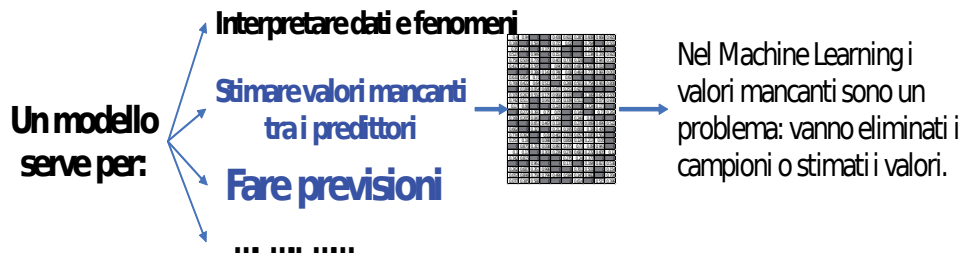 Interpretare dati e fenomeni
Stimare valori mancanti
tra i predittori
Un modello
serve per:
Fare previsioni
... .... ......
Nel Machine Learning i
valori mancanti sono un
problema: vanno eliminati i
campioni o stimati i valori.